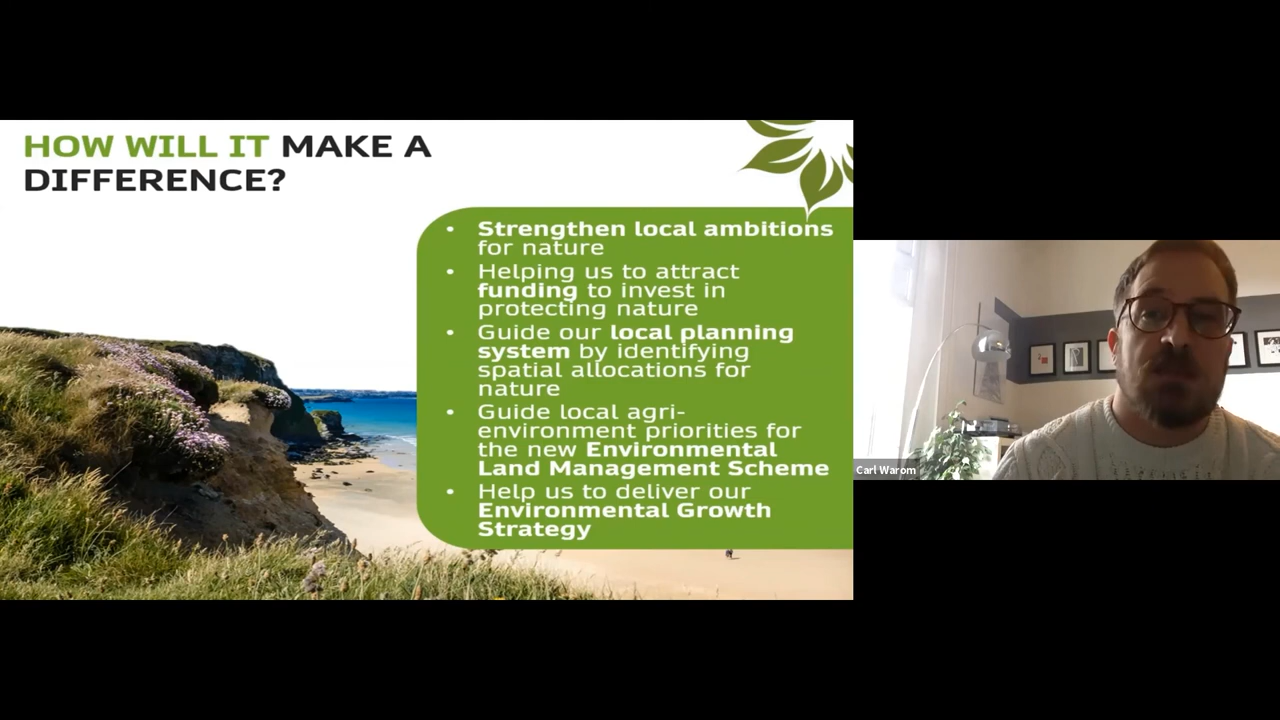 HOW WILL IT MAKE A
DIFFERENCE?
• Strengthen local ambitions
for nature
• Helping us to attract
funding to invest in
protecting nature
• Guide our local planning
system by identifying
spatial allocations for
nature
• Guide local agri-
environment priorities for
the new Environmental
Land Management Scheme
• Help us to deliver our
Environmental Growth
Strategy
Carl Warom